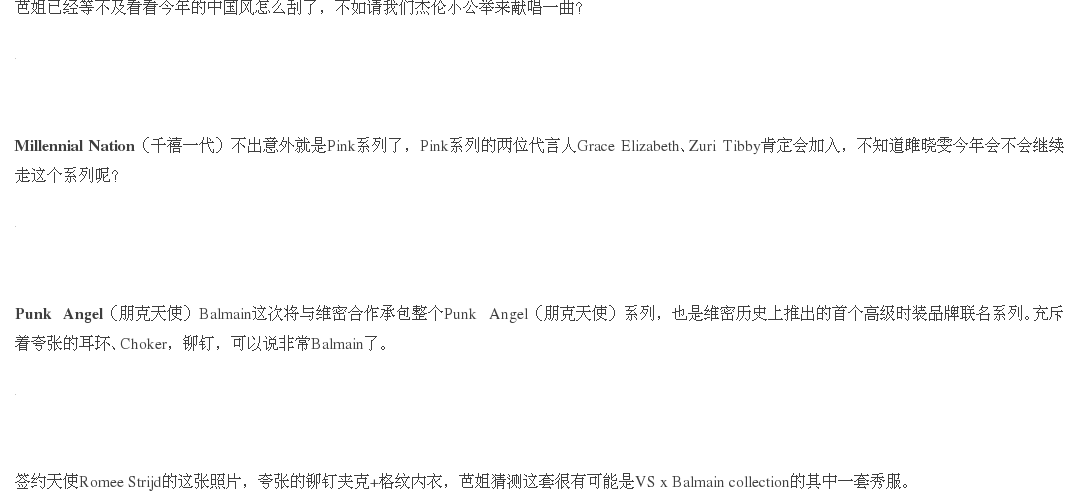 芭姐已经等不及看看今年的中国风怎么刮了，不如请我们杰伦小公举来献唱一曲？
Millennial Nation（千禧一代）不出意外就是Pink系列了，Pink系列的两位代言人Grace Elizabeth、Zuri Tibby肯定会加入，不知道雎晓雯今年会不会继续
走这个系列呢？
Punk Angel（朋克天使）Balmain这次将与维密合作承包整个Punk Angel（朋克天使）系列，也是维密历史上推出的首个高级时装品牌联名系列。充斥
着夸张的耳环、Choker，铆钉，可以说非常Balmain了。
签约天使Romee Strijd的这张照片，夸张的铆钉夹克+格纹内衣，芭姐猜测这套很有可能是VS x Balmain collection的其中一套秀服。